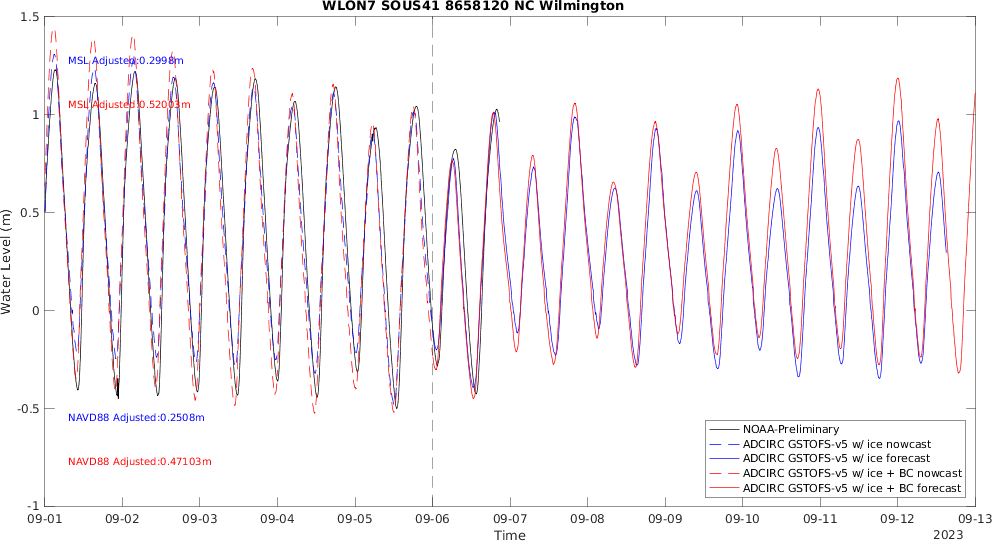 WLON7 SOUS41 8658120 NC Wilmington
1.5
1
0.5
0
-0.5
-1
Water Level (m)
MSL Adjusted:0.2998m
MSL Adjusted:0.52003m
NAVD88 Adjusted:0.2508m
NAVD88 Adjusted:0.47103m
NOAA-Preliminary
ADCIRC GSTOFS-v5 w/ ice nowcast
ADCIRC GSTOFS-v5 w/ ice forecast
ADCIRC GSTOFS-v5 w/ ice + BC nowcast
ADCIRC GSTOFS-v5 w/ ice + BC forecast
09-01 09-02 09-03 09-04 09-05 09-06 09-07 09-08 09-09 09-10 09-11 09-12 09-13
Time
2023